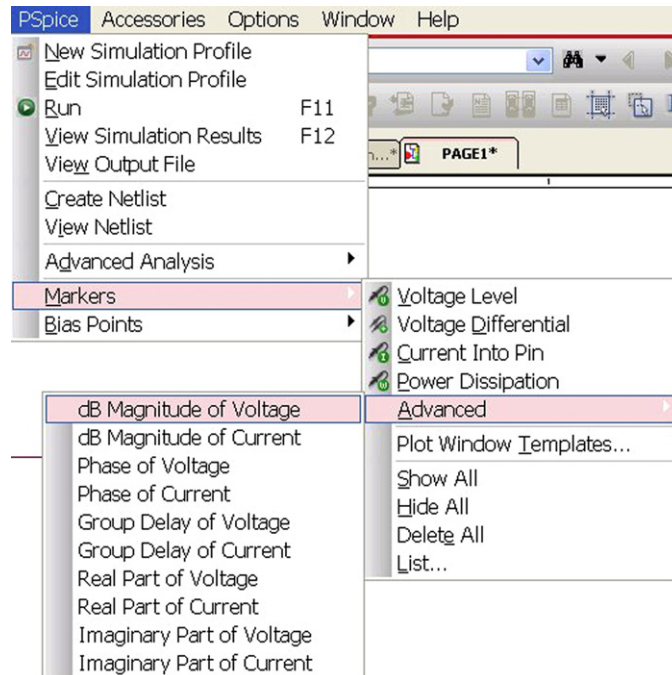 PSpice Accessories Options Window Help
New Simulation Profile
Edit Simulation Profile
Run F11
View Simulation Results F12
View Output File
Create Netlist
View Netlist
Advanced Analysis
Markers
Bias Points
PAGE1*
Voltage Level
Voltage Differential
Current Into Pin
Power Dissipation
Advanced
Plot Window Templates...
Show All
Hide All
Delete All
List...
dB Magnitude of Voltage
dB Magnitude of Current
Phase of Voltage
Phase of Current
Group Delay of Voltage
Group Delay of Current
Real Part of Voltage
Real Part of Current
Imaginary Part of Voltage
Imaginary Part of Current